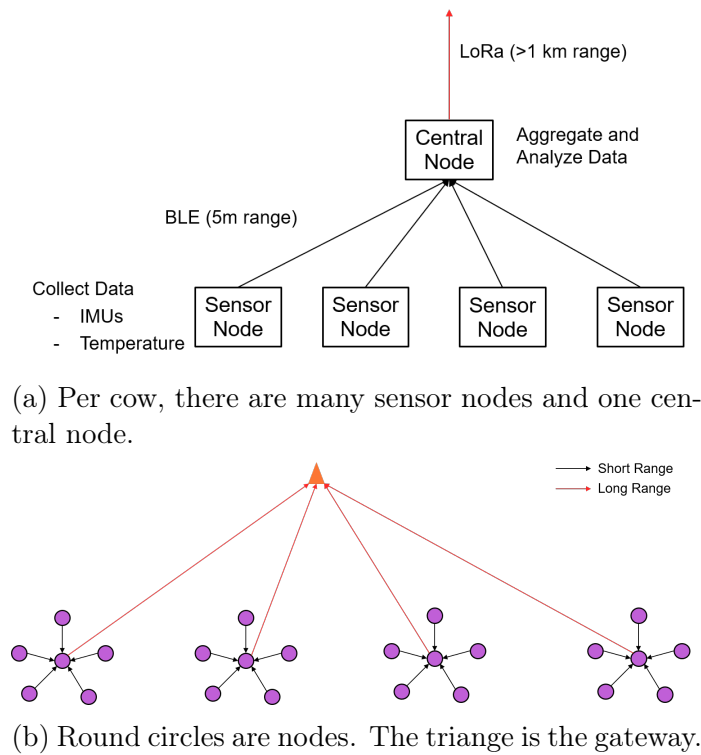 LoRa (>1 km range)
Central
Node
Aggregate and
Analyze Data
BLE (5m range)
Collect Data
- IMUs
- Temperature
Sensor
Node
Sensor
Node
Sensor
Node
Sensor
Node
(a) Per cow, there are many sensor nodes and one cen-
tral node.
Short Range
Long Range
(b) Round circles are nodes. The triange is the gateway.